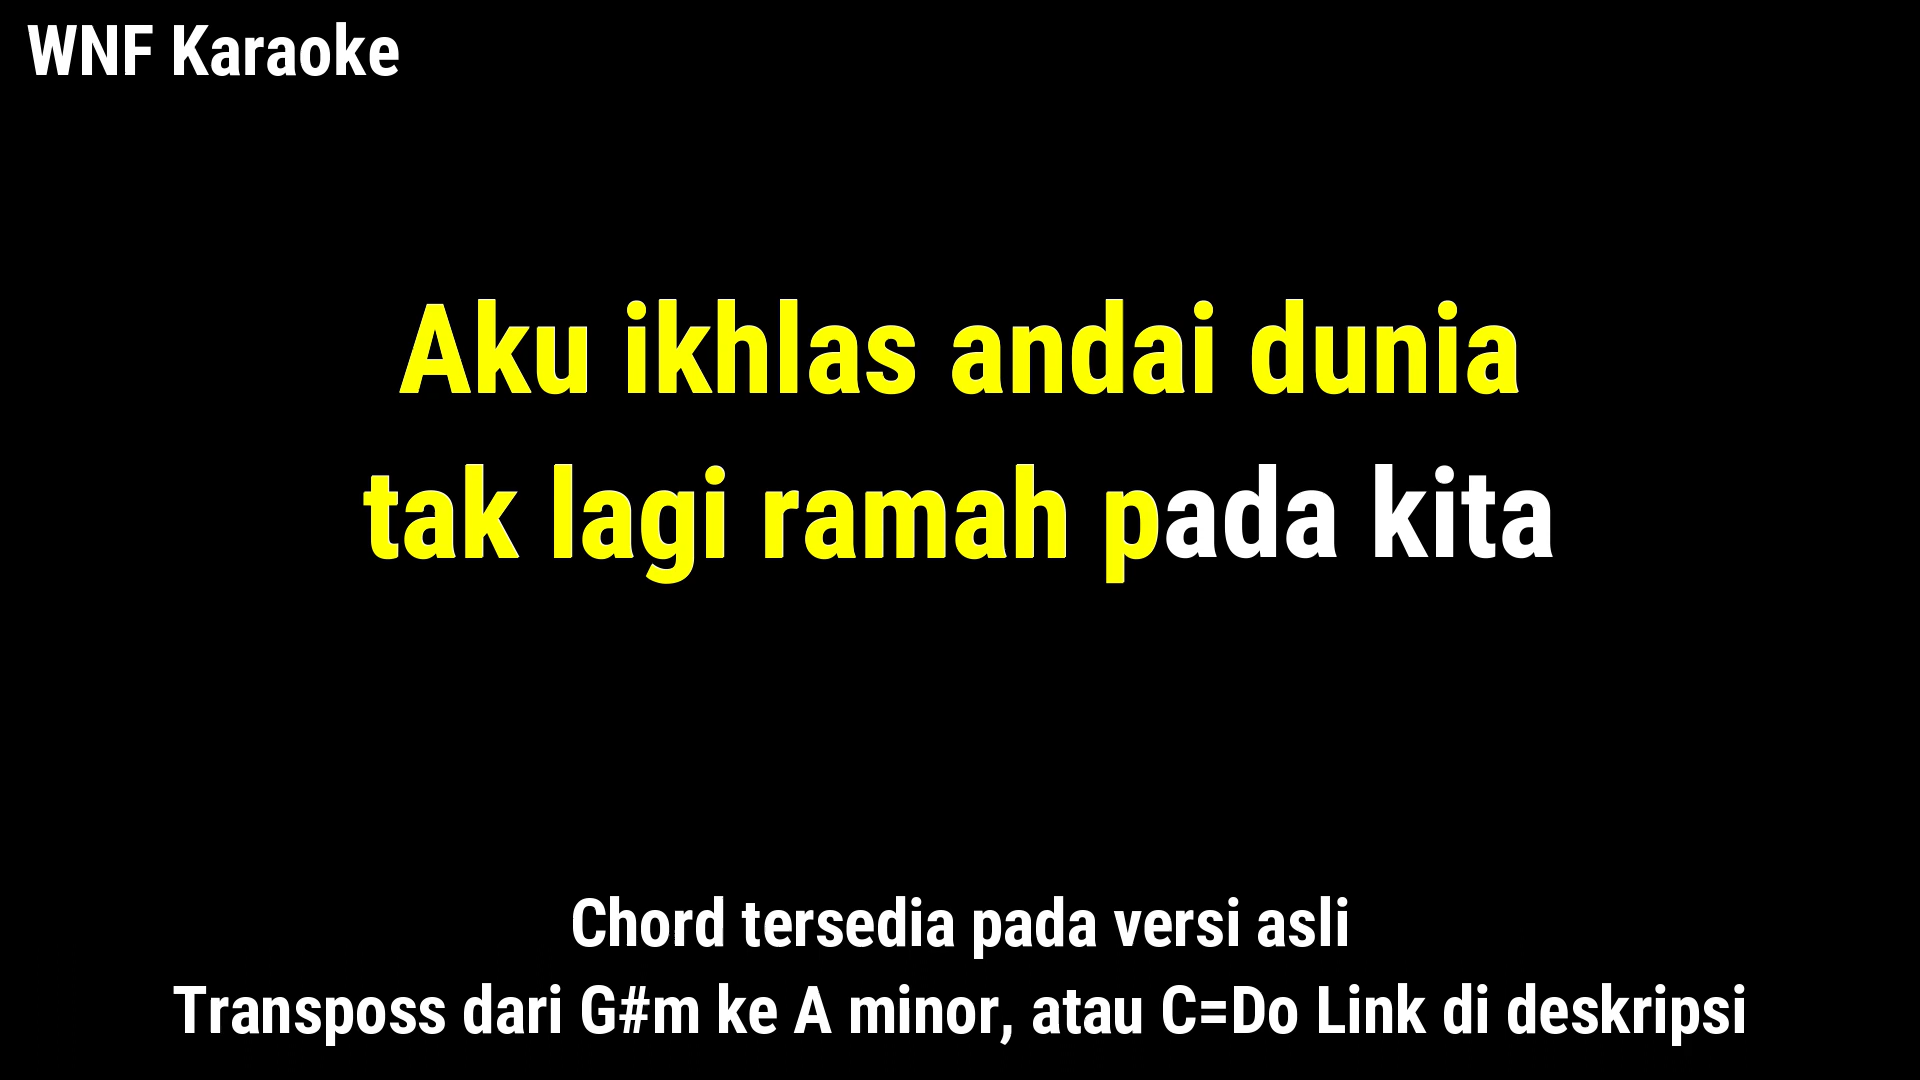 WNF Karaoke
Aku ikhlas andai dunia
tak lagi ramah pada kita
Chord tersedia pada versi asli
Transposs dari G#m ke A minor, atau C=Do Link di deskripsi